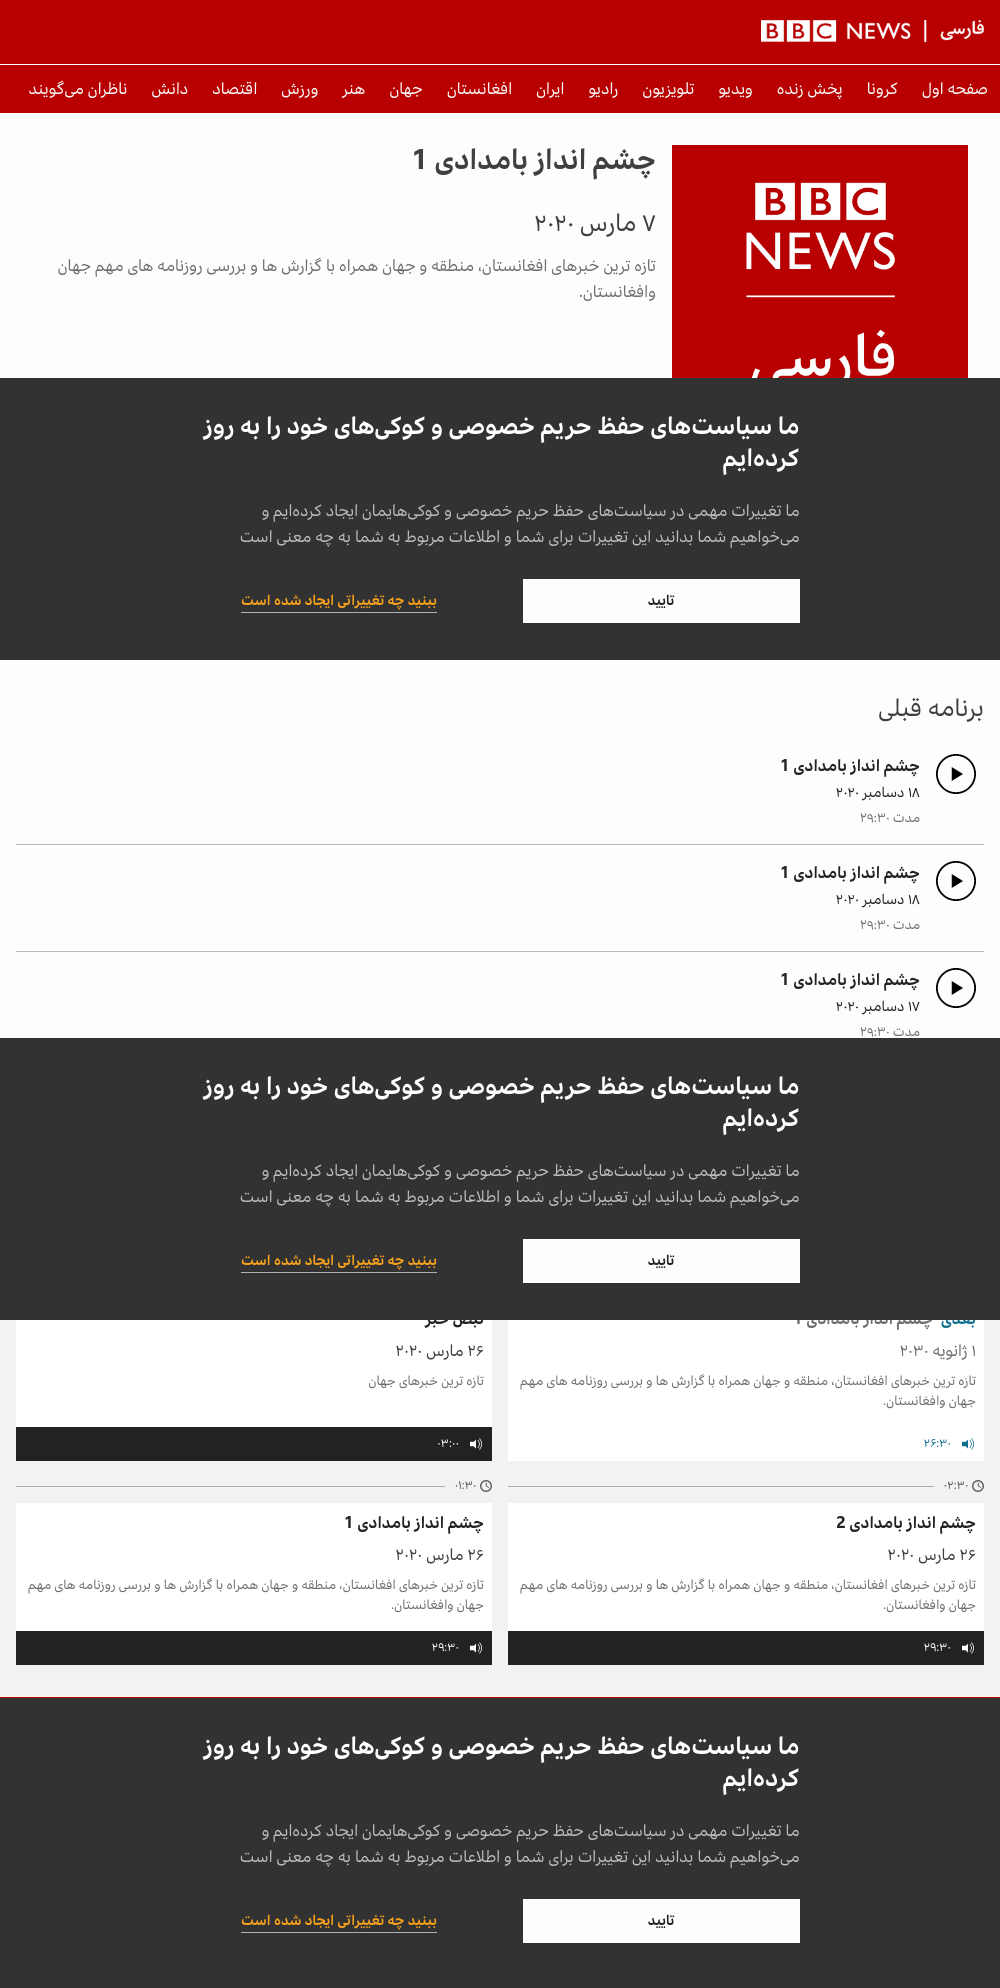 BBC NEWS | فارسی
صفحه اول کرونا پخش زنده ویدیو تلویزیون رادیو ایران افغانستان جهان هنر ورزش اقتصاد دانش ناظران می‌گویند
BBC
NEWS
فارسی
چشم انداز بامدادی 1
۷ مارس ۲۰۲۰
تازه ترین خبرهای افغانستان، منطقه و جهان همراه با گزارش ها و بررسی روزنامه های مهم جهان
وافغانستان.
ما سیاست‌های حفظ حریم خصوصی و کوکی‌های خود را به روز
کرده‌ایم
ما تغییرات مهمی در سیاست‌های حفظ حریم خصوصی و کوکی‌هایمان ایجاد کرده‌ایم و
می‌خواهیم شما بدانید این تغییرات برای شما و اطلاعات مربوط به شما به چه معنی است
تایید
ببنید چه تغییراتی ایجاد شده است
برنامه قبلی
چشم انداز بامدادی 1
۱۸ دسامبر ۲۰۲۰
مدت ۲۹:۳۰
چشم انداز بامدادی 1
۱۸ دسامبر ۲۰۲۰
مدت ۲۹:۳۰
چشم انداز بامدادی 1
۱۷ دسامبر ۲۰۲۰
مدت ۲۹:۳۰
ما سیاست‌های حفظ حریم خصوصی و کوکی‌های خود را به روز
کرده‌ایم
ما تغییرات مهمی در سیاست‌های حفظ حریم خصوصی و کوکی‌هایمان ایجاد کرده‌ایم و
می‌خواهیم شما بدانید این تغییرات برای شما و اطلاعات مربوط به شما به چه معنی است
تایید
ببنید چه تغییراتی ایجاد شده است
بعدی چشم انداز بامدادی 1
۱ ژانویه ۲۰۳۰
تازه ترین خبرهای افغانستان، منطقه و جهان همراه با گزارش ها و بررسی روزنامه های مهم
جهان وافغانستان.
۲۶:۳۰
نبض خبر
۲۶ مارس ۲۰۲۰
تازه ترین خبرهای جهان
۰۳:۰۰
۰۲:۳۰
چشم انداز بامدادی 2
۲۶ مارس ۲۰۲۰
تازه ترین خبرهای افغانستان، منطقه و جهان همراه با گزارش ها و بررسی روزنامه های مهم
جهان وافغانستان.
۲۹:۳۰
۰۱:۳۰
چشم انداز بامدادی 1
۲۶ مارس ۲۰۲۰
تازه ترین خبرهای افغانستان، منطقه و جهان همراه با گزارش ها و بررسی روزنامه های مهم
جهان وافغانستان.
۲۹:۳۰
ما سیاست‌های حفظ حریم خصوصی و کوکی‌های خود را به روز
کرده‌ایم
ما تغییرات مهمی در سیاست‌های حفظ حریم خصوصی و کوکی‌هایمان ایجاد کرده‌ایم و
می‌خواهیم شما بدانید این تغییرات برای شما و اطلاعات مربوط به شما به چه معنی است
تایید
ببنید چه تغییراتی ایجاد شده است